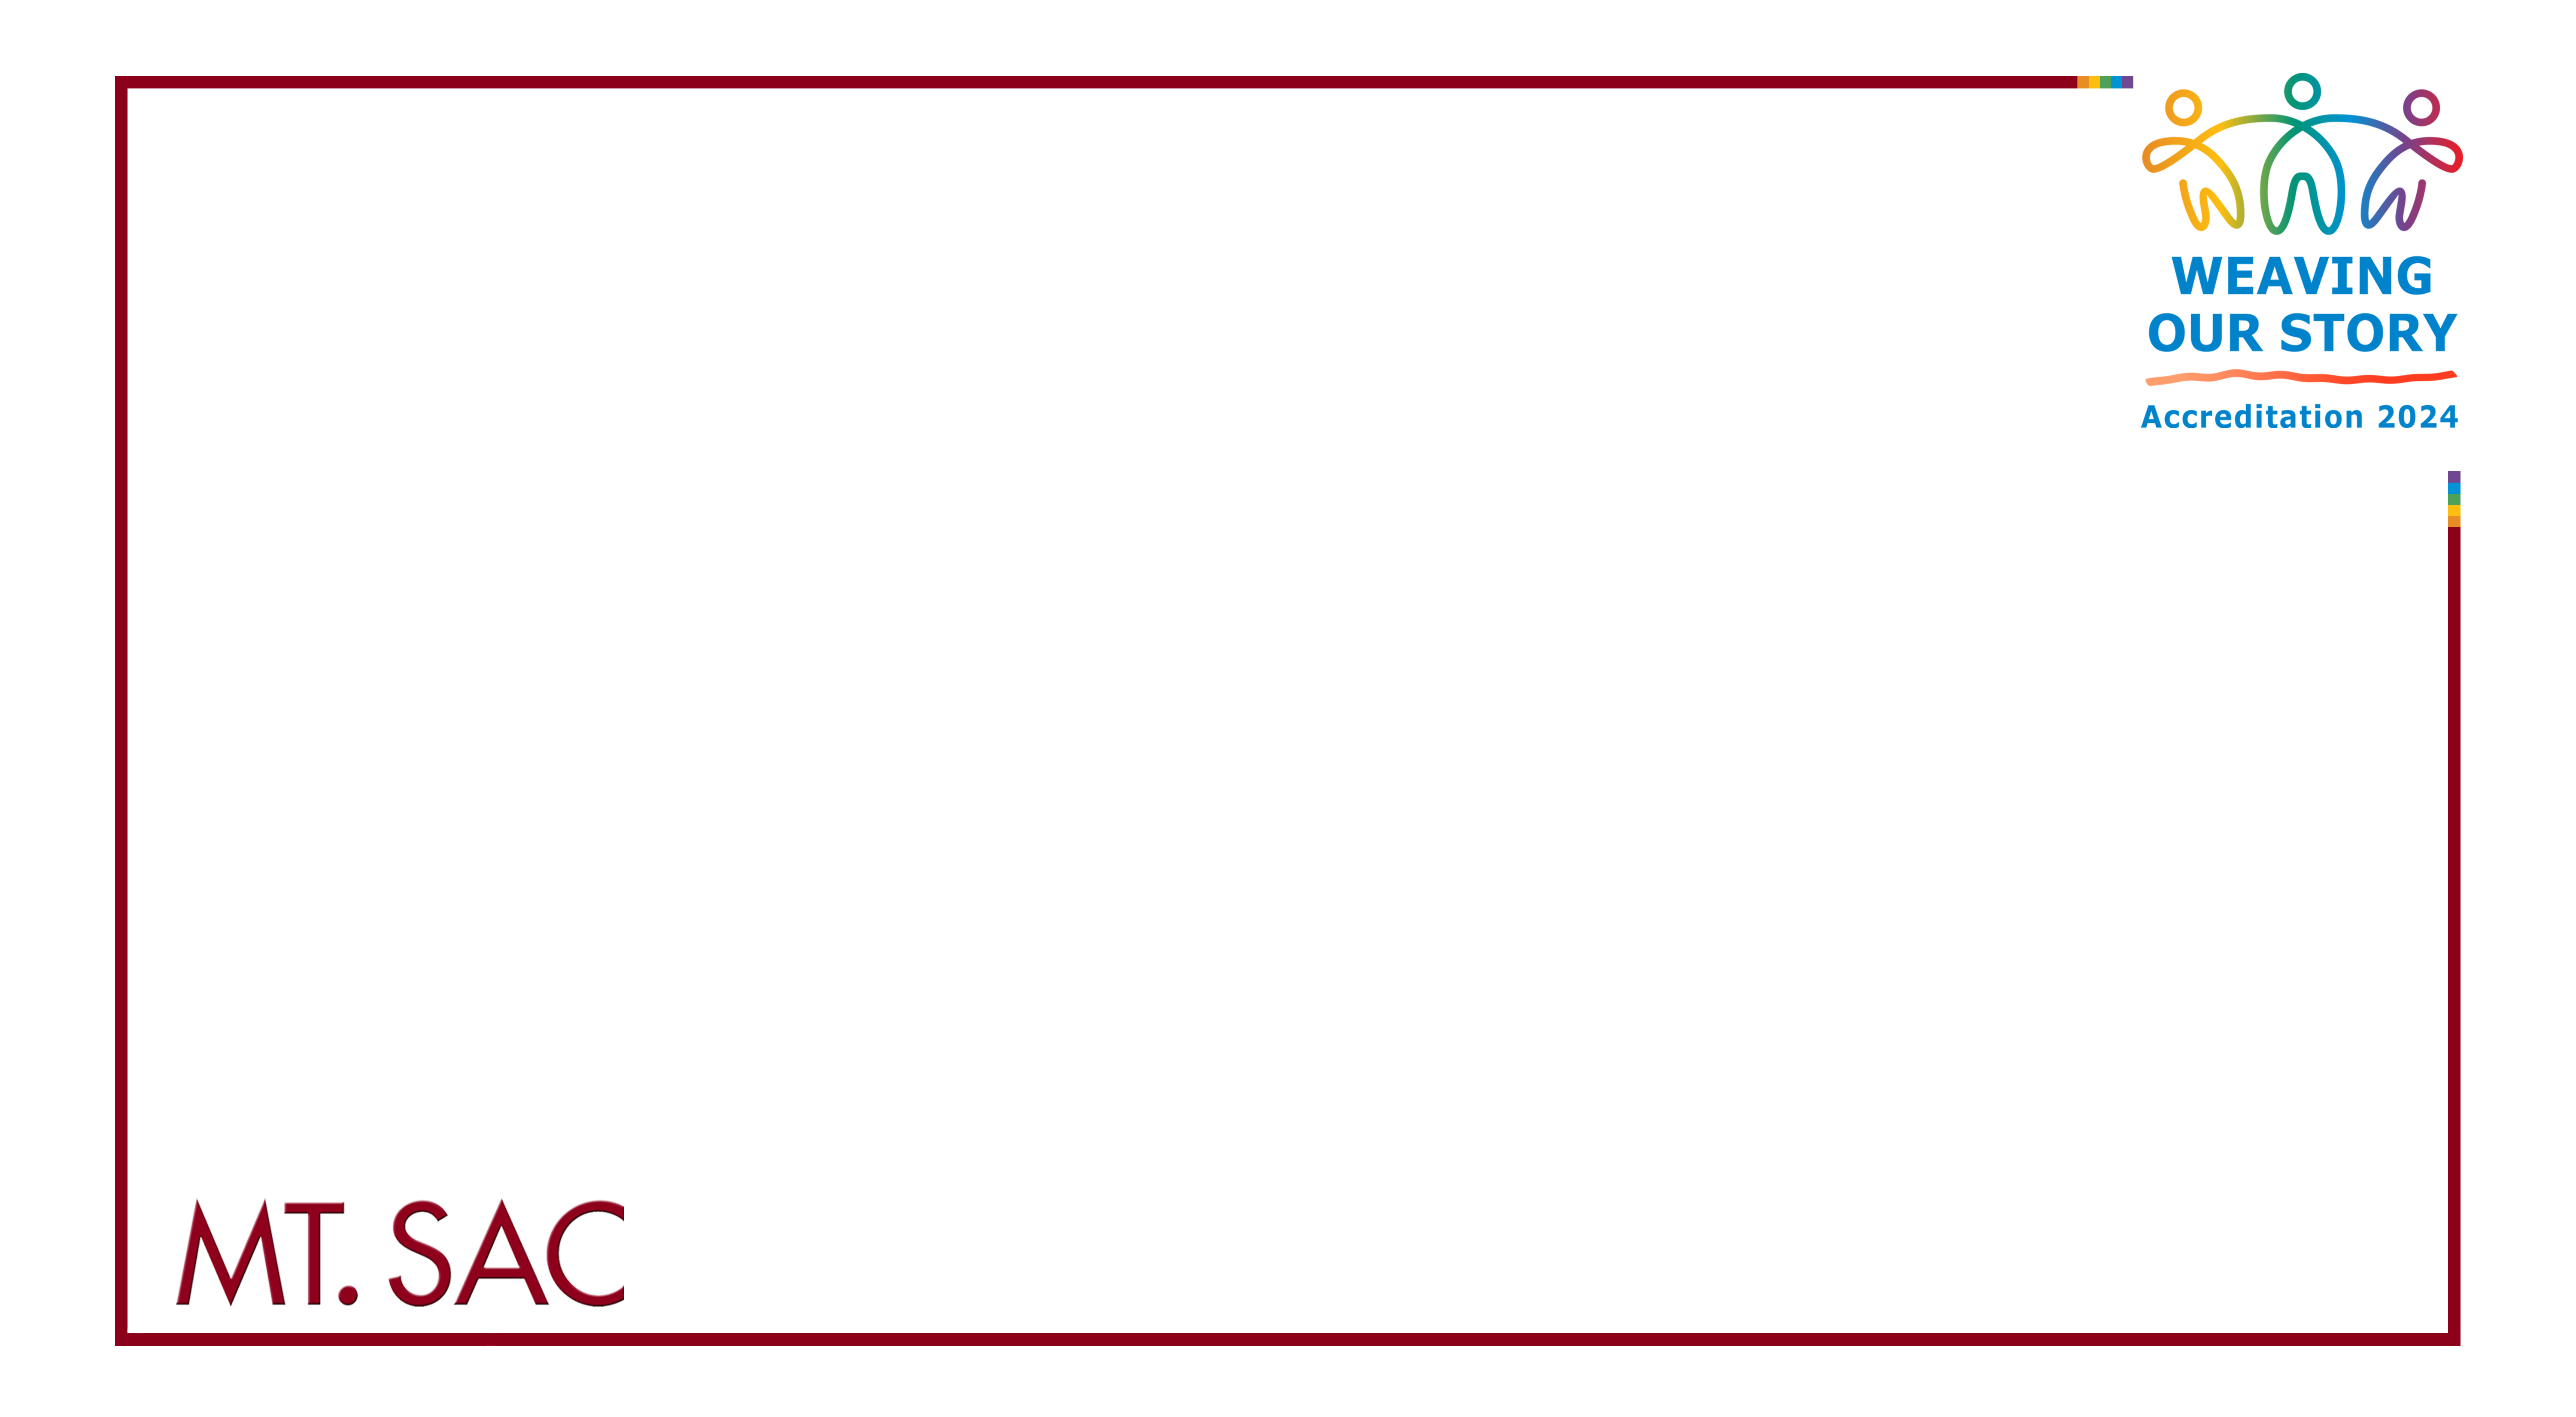 WEAVING
OUR STORY
Accreditation 2024
MT. SAC